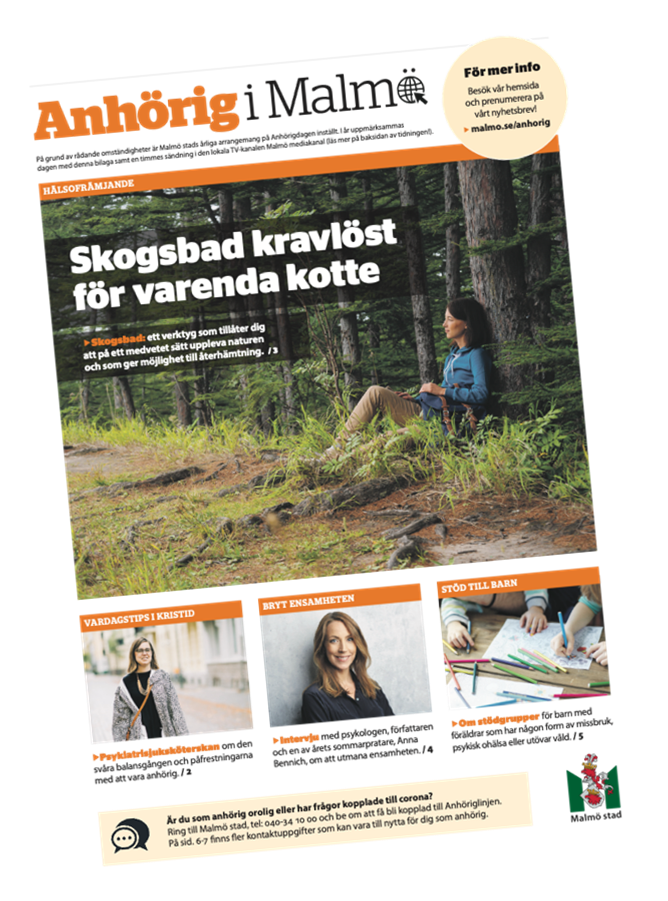 Anhörig i Malmö
På grund av rådande omständigheter är Malmö stads årliga arrangemang på Anhörigdagen inställt. I år uppmärksammas
dagen med denna bilaga samt en timmes sändning i den lokala TV-kanalen Malmö mediakanal (läs mer på baksidan av tidningen!).
För mer info
Besök vår hemsida
och prenumerera på
vårt nyhetsbrev!
malmo.se/anhorig
HÄLSOFRÄMJANDE
Skogsbad kravlöst
för varenda kotte
Skogsbad: ett verktyg som tillåter dig
att på ett medvetet sätt uppleva naturen
och som ger möjlighet till återhämtning. / 3
VARDAGSTIPS I KRISTID
Psykiatrisjuksköterskan om den
svåra balansgången och påfrestningarna
med att vara anhörig. / 2
BRYT ENSAMHETEN
Intervju med psykologen, författaren
och en av årets sommarpratare, Anna
Bennich, om att utmana ensamheten. / 4
STÖD TILL BARN
Om stödgrupper för barn med
föräldrar som har någon form av missbruk,
psykisk ohälsa eller utövar våld. / 5
Är du som anhörig orolig eller har frågor kopplade till corona?
Ring till Malmö stad, tel: 040-34 10 00 och be om att få bli kopplad till Anhöriglinjen.
På sid. 6-7 finns fler kontaktuppgifter som kan vara till nytta för dig som anhörig.
Malmö stad